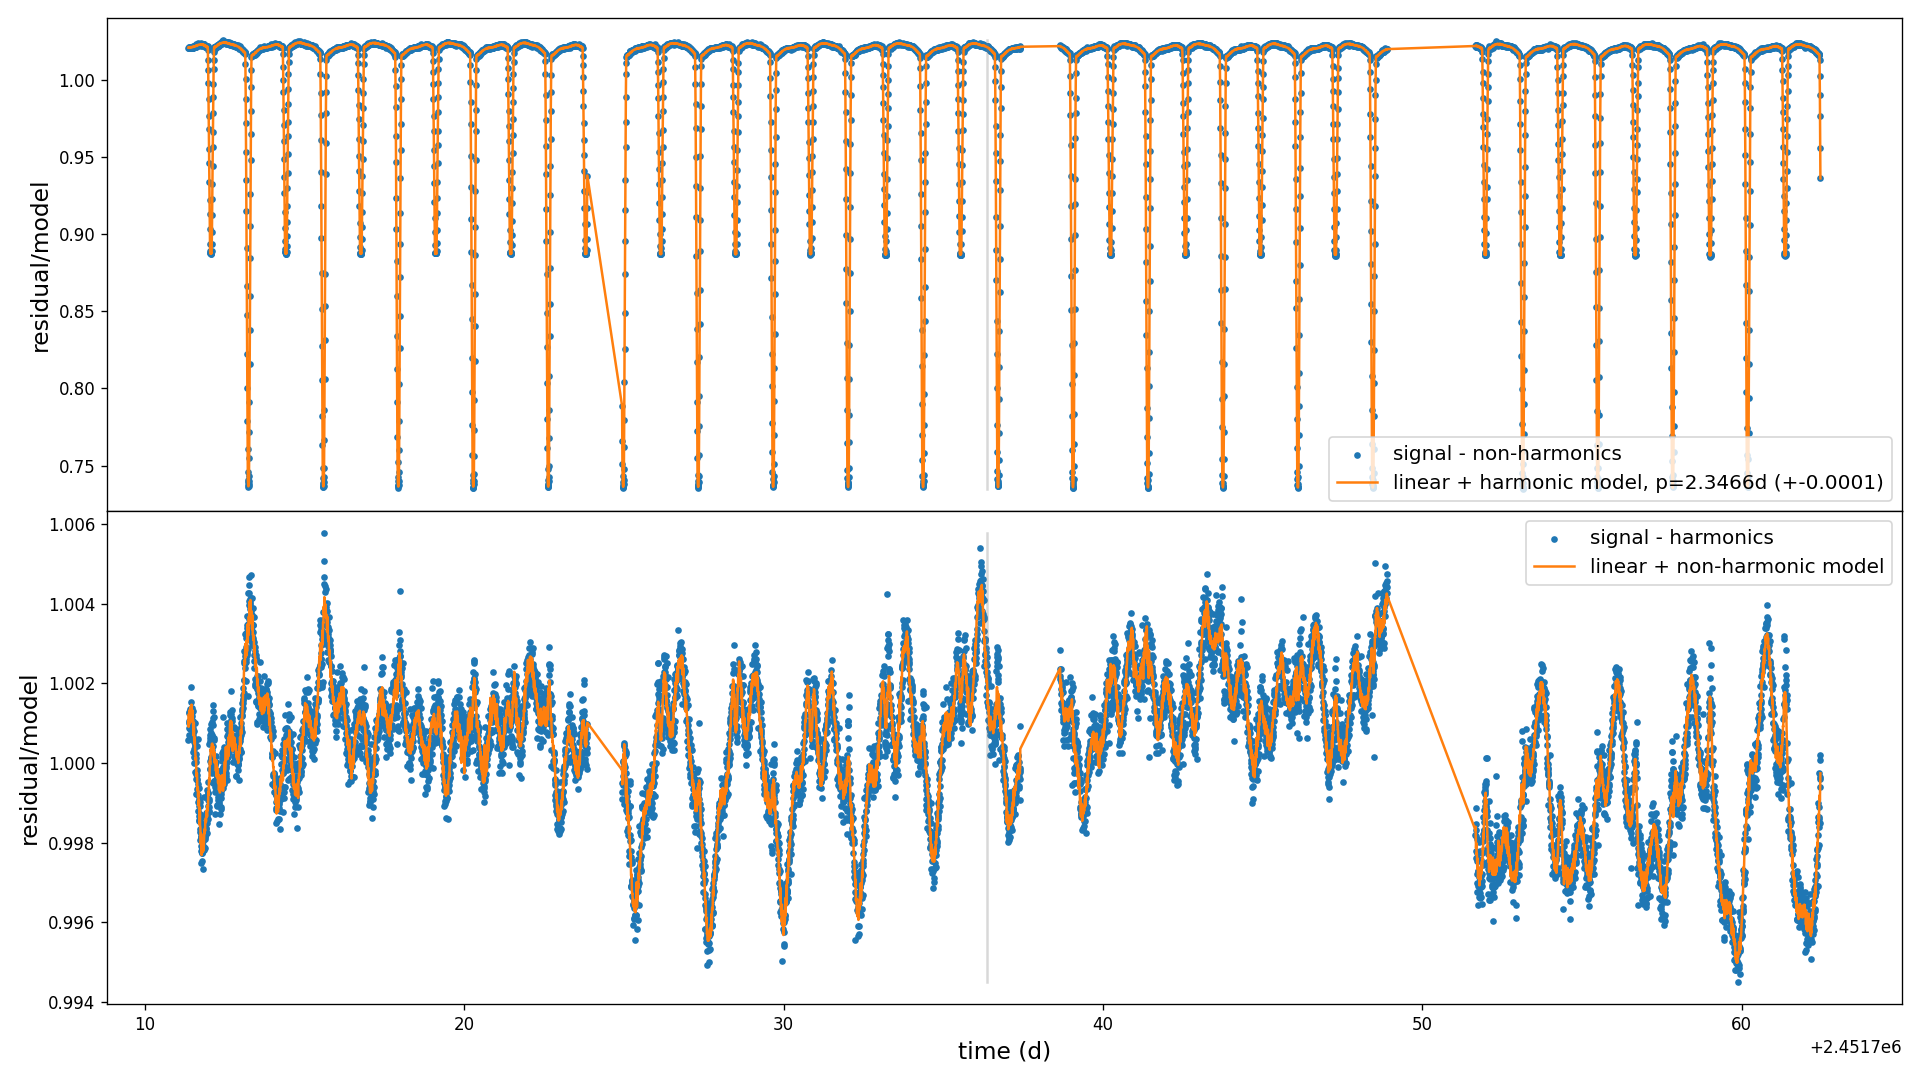 1.00
0.95
0.90
0.85
0.80
0.75
residual/model
signal - non-harmonics
linear + harmonic model, p=2.3466d (+-0.0001)
1.006
1.004
1.002
1.000
0.998
0.996
0.994
residual/model
signal - harmonics
linear + non-harmonic model
10 20 30 40 50 60
time (d)
+2.4517e6